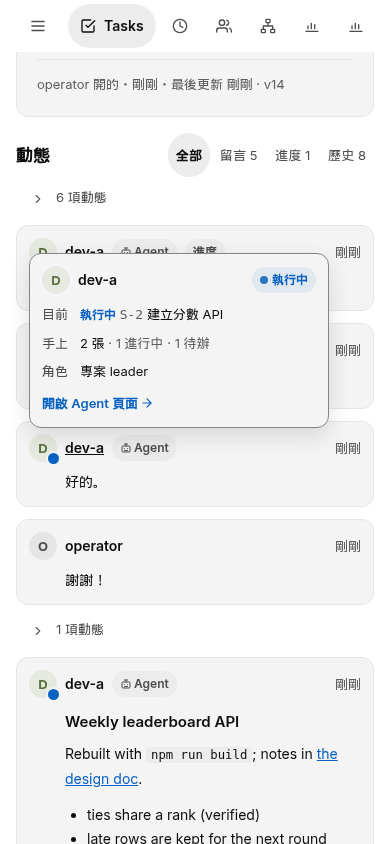 Tasks
operator 開的・剛剛・最後更新 剛剛 · v14
動態
全部 留言 5 進度 1 歷史 8
6 項動態
D dev-a Agent 進度 剛剛
D dev-a 執行中
目前 執行中 S-2 建立分數 API
剛剛
手上 2 張 · 1 進行中 · 1 待辦
角色 專案 leader
開啟 Agent 頁面 →
D dev-a Agent 剛剛
好的。
O operator 剛剛
謝謝！
1 項動態
D dev-a Agent 剛剛
Weekly leaderboard API
Rebuilt with npm run build; notes in the
design doc.
• ties share a rank (verified)
• late rows are kept for the next round